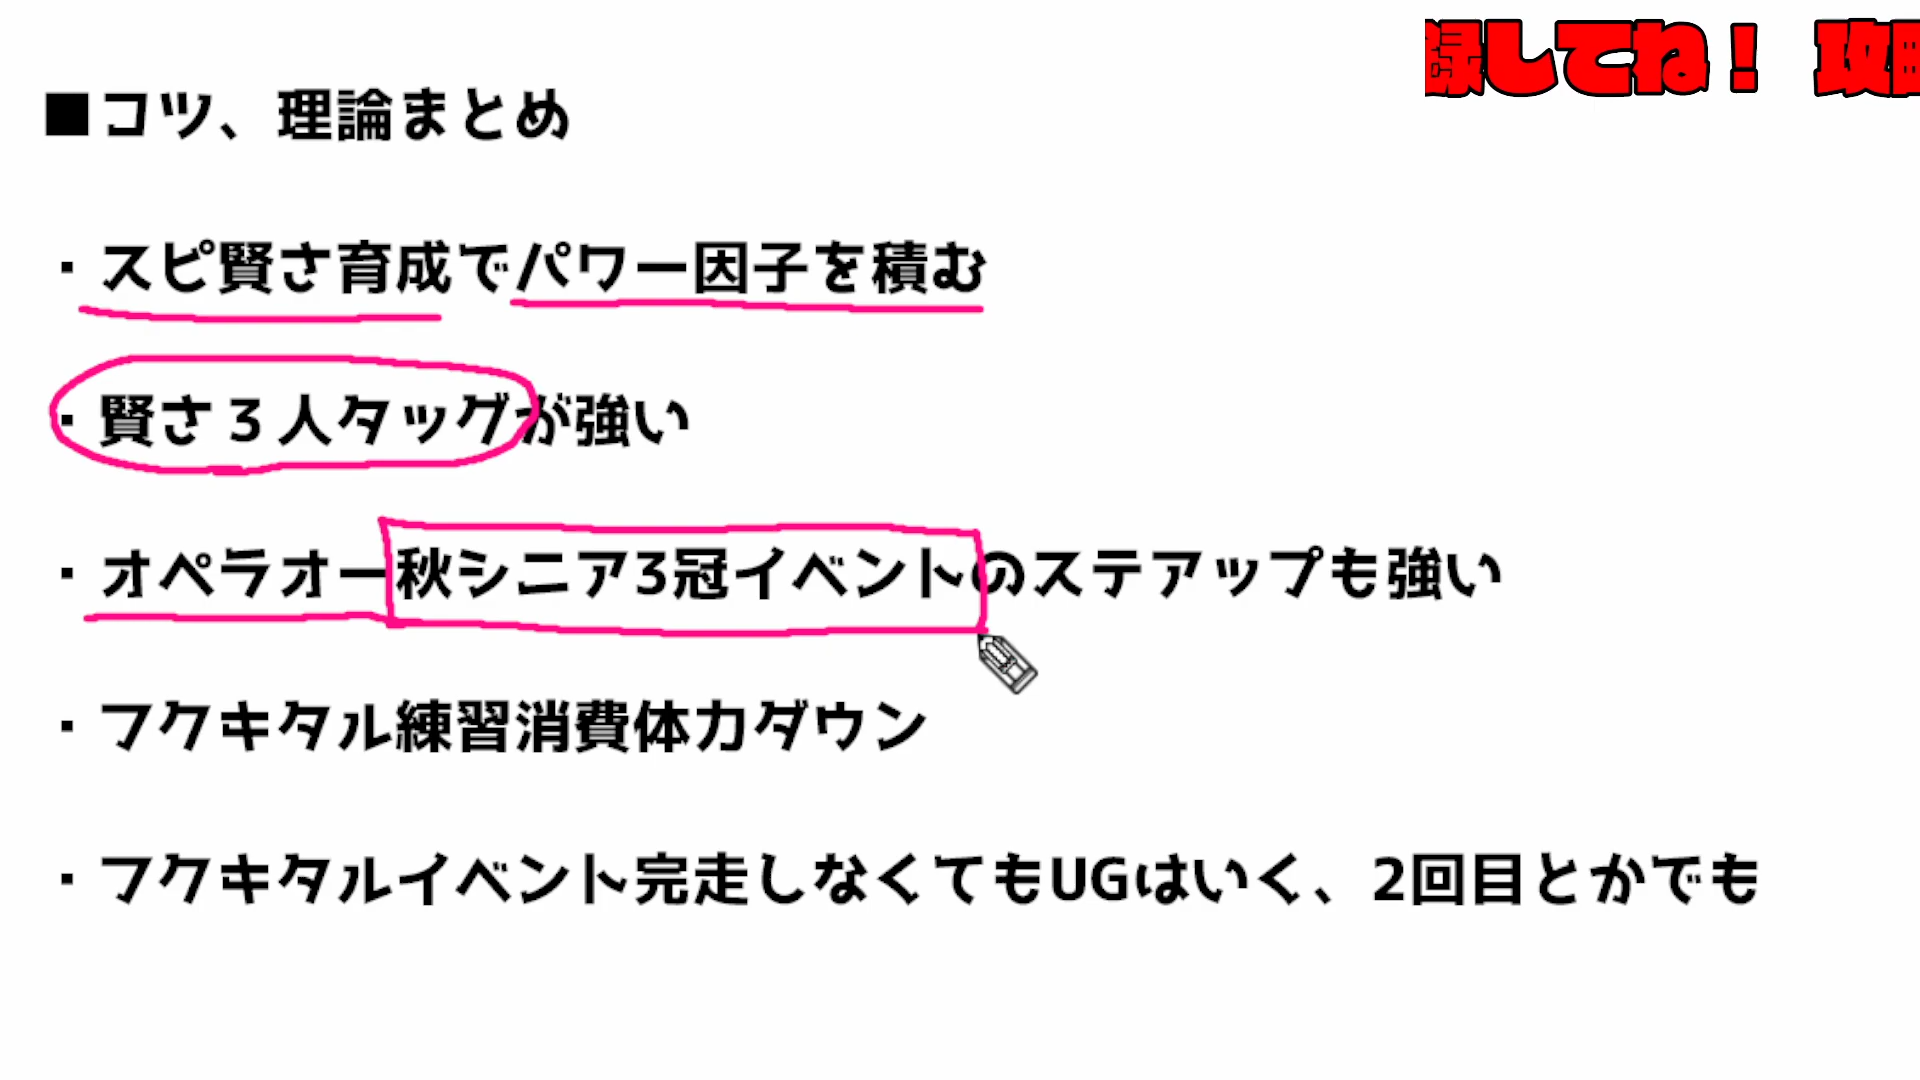 録してね！ 攻略
■コツ、理論まとめ
・スピ賢さ育成でパワー因子を積む
・賢さ３人タッグが強い
・オペラオー秋シニア3冠イベントのステアップも強い
・フクキタル練習消費体力ダウン
・フクキタルイベント完走しなくてもUGはいく、2回目とかでも